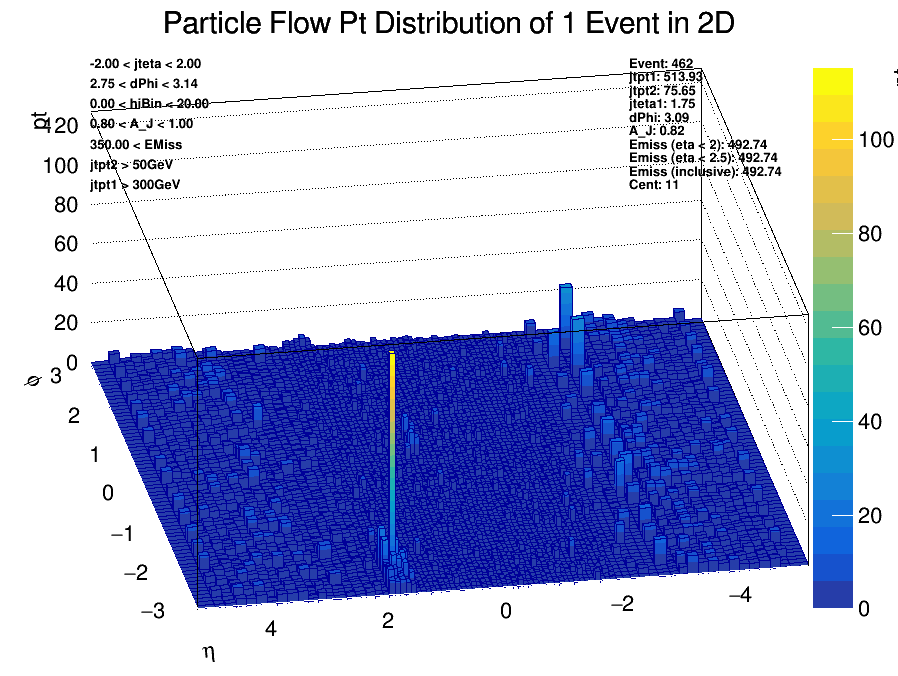 Particle Flow Pt Distribution of 1 Event in 2D
-2.00 < jteta < 2.00
2.75 < dPhi < 3.14
0.00 < hiBin < 20.00
0.80 < A_J < 1.00
350.00 < EMiss
jtpt2 > 50GeV
jtpt1 > 300GeV
Event: 462
jtpt1: 513.93
jtpt2: 75.65
jteta1: 1.75
dPhi: 3.09
A_J: 0.82
Emiss (eta < 2): 492.74
Emiss (eta < 2.5): 492.74
Emiss (inclusive): 492.74
Cent: 11
pt
120
100
80
60
40
20
0
φ
3
2
1
0
−1
−2
−3
4
2
0
−2
−4
η
100
80
60
40
20
0